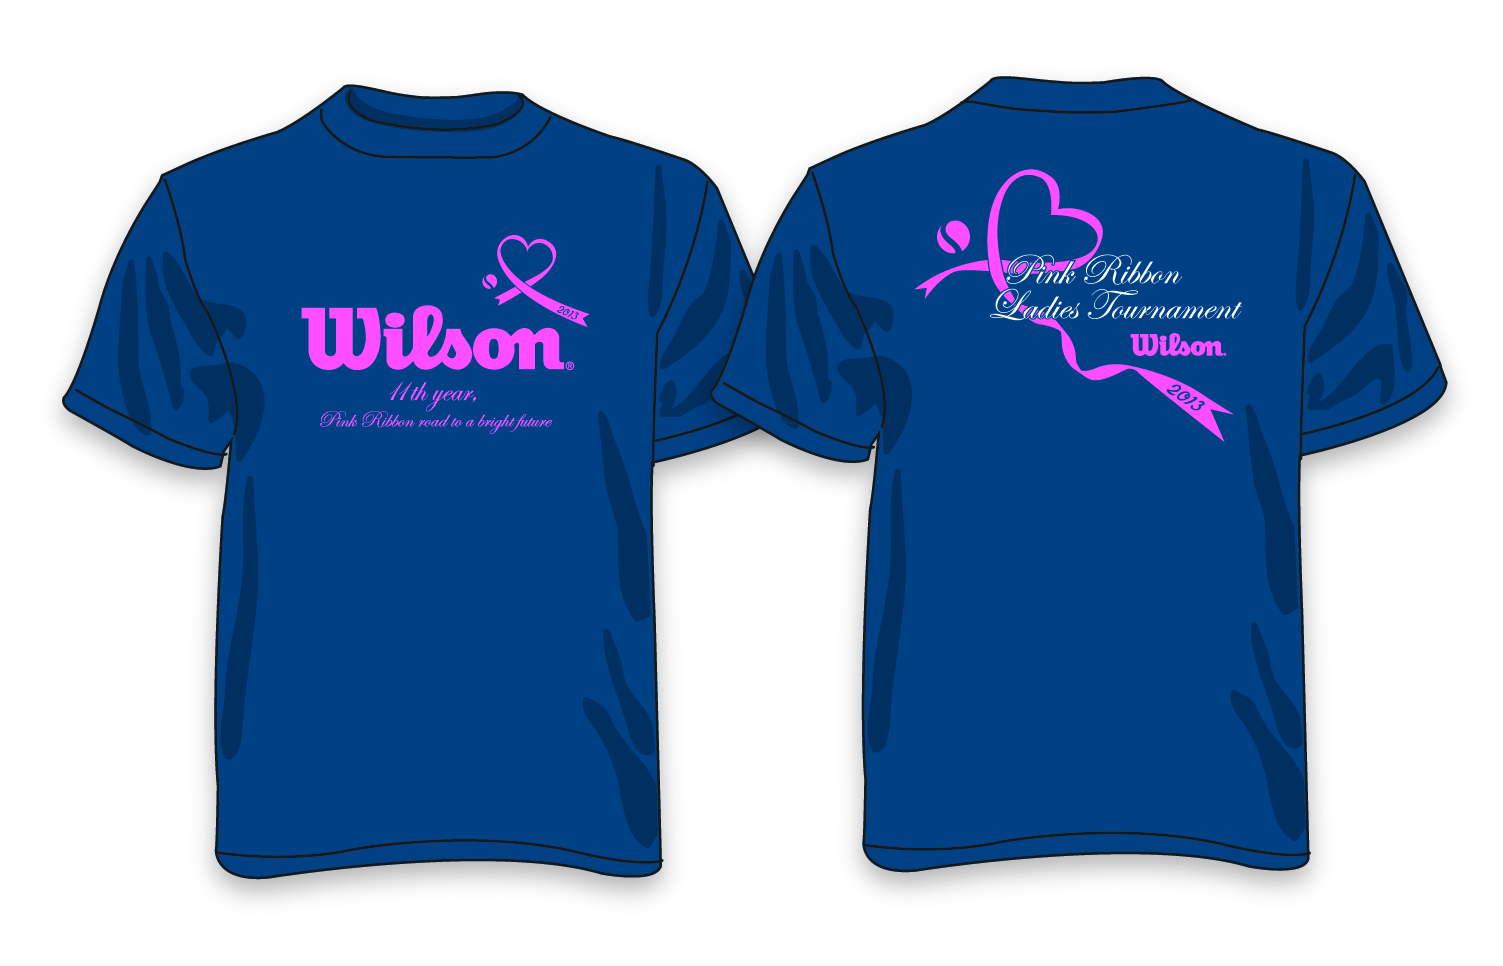 2013
Wilson®
11th year,
Pink Ribbon road to a bright future
Pink Ribbon
Ladies Tournament
Wilson
2013